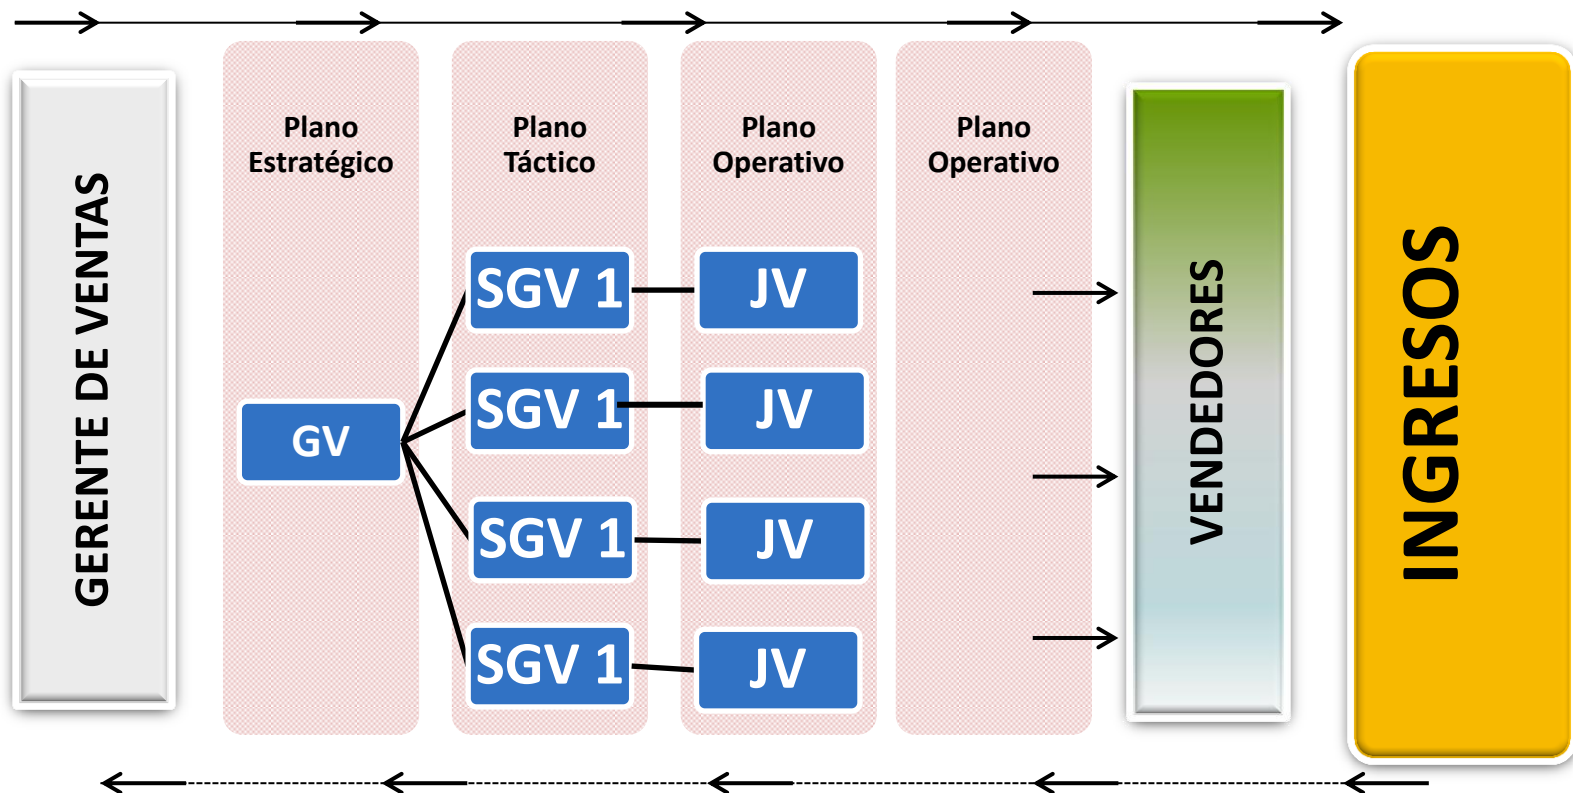 GERENTE DE VENTAS
Plano
Estratégico
GV
Plano
Táctico
SGV 1
SGV 1
SGV 1
SGV 1
Plano
Operativo
JV
JV
JV
JV
Plano
Operativo
VENDEDORES
INGRESOS